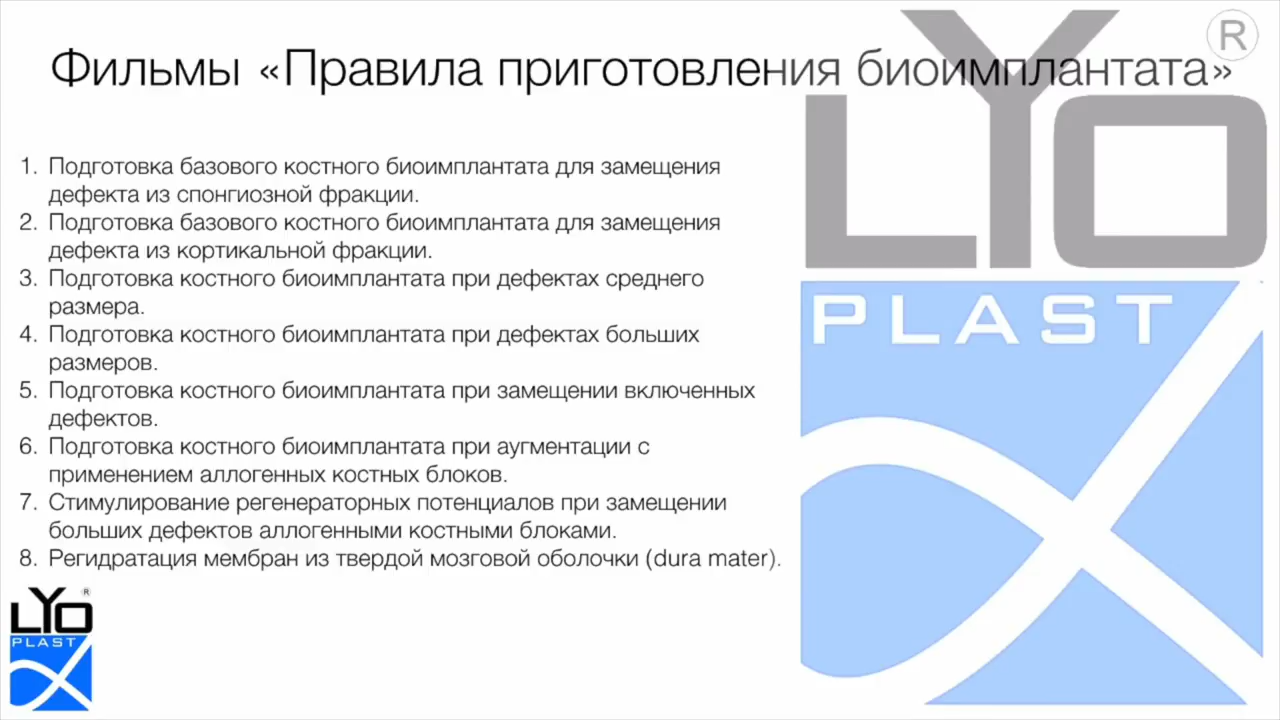 Фильмы «Правила приготовления биоимплантата»
1. Подготовка базового костного биоимплантата для замещения
дефекта из спонгиозной фракции.
2. Подготовка базового костного биоимплантата для замещения
дефекта из кортикальной фракции.
3. Подготовка костного биоимплантата при дефектах среднего
размера.
4. Подготовка костного биоимплантата при дефектах больших
размеров.
5. Подготовка костного биоимплантата при замещении включенных
дефектов.
6. Подготовка костного биоимплантата при аугментации с
применением аллогенных костных блоков.
7. Стимулирование регенераторных потенциалов при замещении
больших дефектов аллогенными костными блоками.
8. Регидратация мембран из твердой мозговой оболочки (dura mater).
LYO ®
PLAST
LYO ®
PLAST